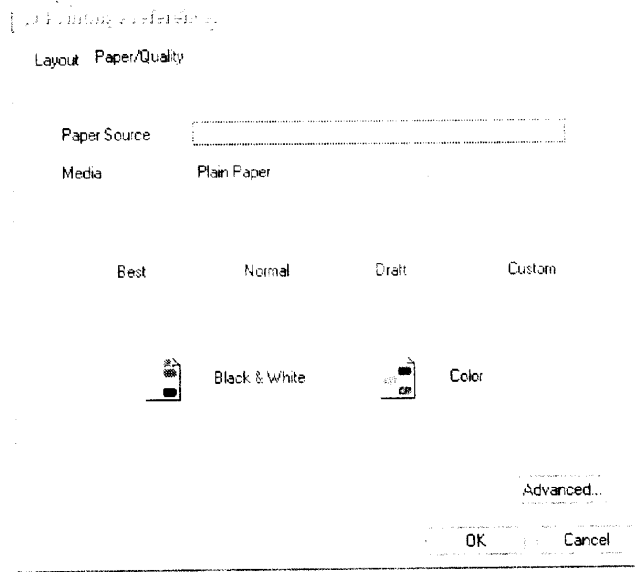 Layout Paper/Quality
Paper Source
Media Plain Paper
Best Normal Draft Custom
Black & White Color
Advanced...
OK Cancel